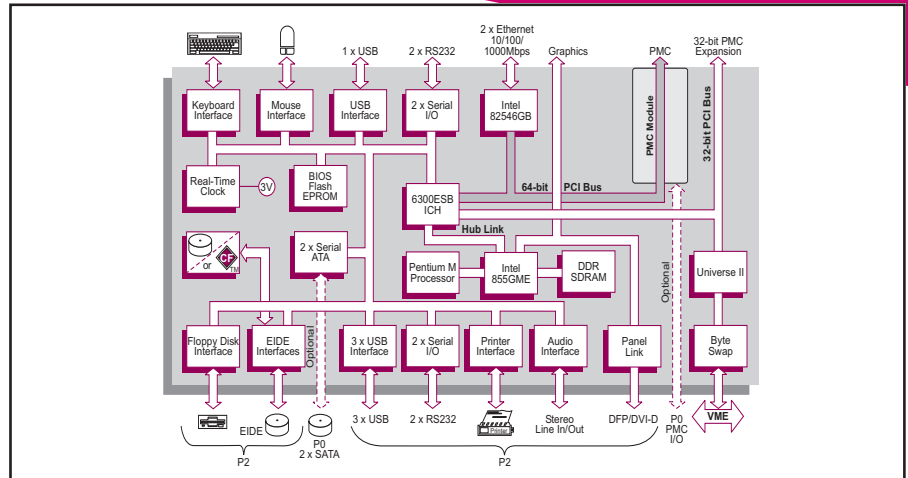 2 x Ethernet
10/100/
1000Mbps
1 x USB
2 x RS232
Graphics
PMC
32-bit PMC
Expansion
Keyboard
Interface
Mouse
Interface
USB
Interface
2 x Serial
I/O
Intel
82546GB
PMC Module
32-bit PCI Bus
Real-Time
Clock
3V
BIOS
Flash
EPROM
6300ESB
ICH
64-bit PCI Bus
Hub Link
or
CF
TM
2 x Serial
ATA
Pentium M
Processor
Intel
855GME
DDR
SDRAM
Optional
Universe II
Floppy Disk
Interface
EIDE
Interfaces
Optional
3 x USB
Interface
2 x Serial
I/O
Printer
Interface
Audio
Interface
Panel
Link
Byte
Swap
EIDE
P0
2 x SATA
3 x USB
2 x RS232
Printer
Stereo
Line In/Out
DFP/DVI-D
P0
PMC
I/O
VME
P2
P2